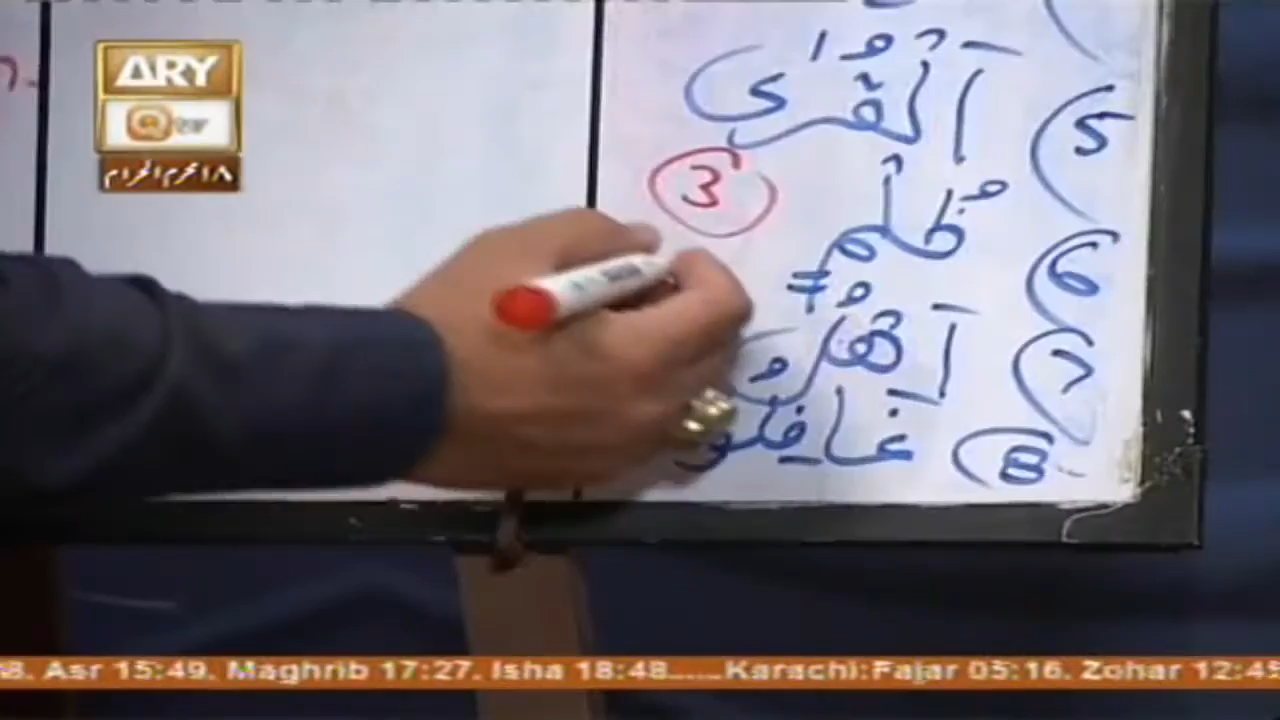 ARY
Qtv
۱۸ محرم الحرام
5) اَلْقُرٰى
3
6) ظُلْمٍ
7) اَهْلُ
8) غَافِلُو
68. Asr 15:49. Maghrib 17:27. Isha 18:48.....Karachi:Fajar 05:16. Zohar 12:45